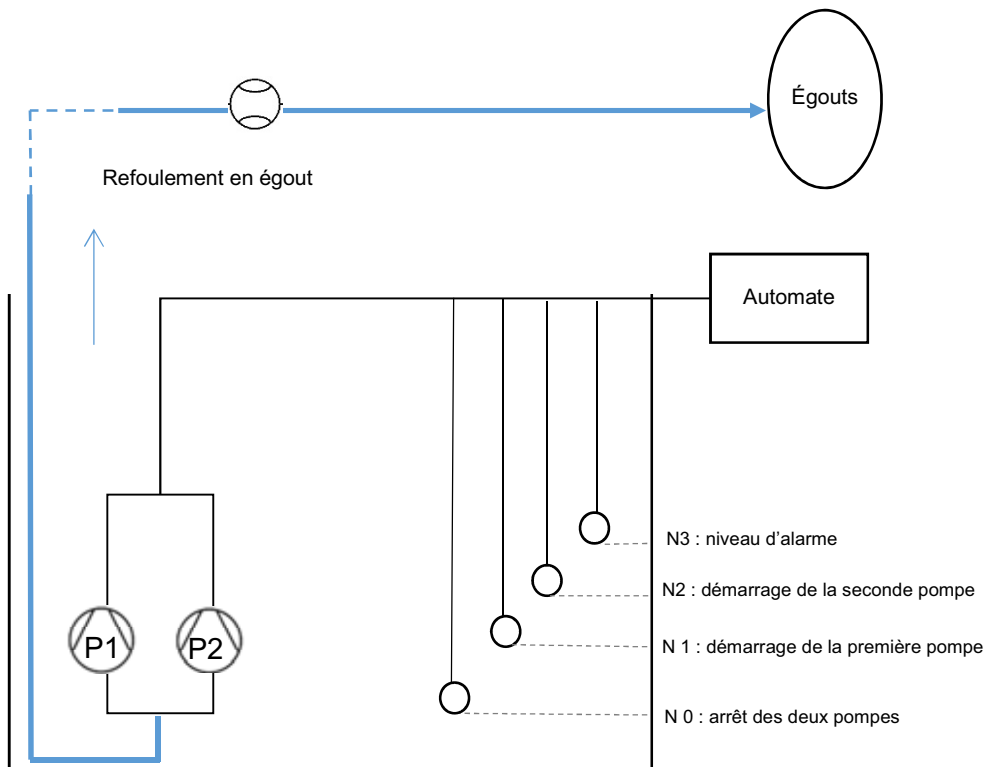 Égouts
Refoulement en égout
Automate
N3 : niveau d'alarme
N2 : démarrage de la seconde pompe
P1
P2
N 1 : démarrage de la première pompe
N 0 : arrêt des deux pompes